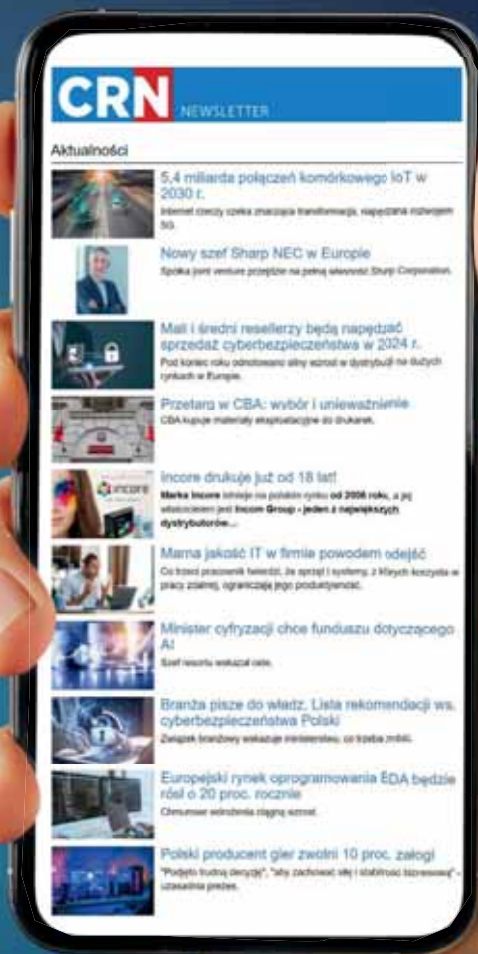 CRN NEWSLETTER
Aktualności
5,4 miliarda połączeń komórkowego IoT w
2030 r.
Internet rzeczy czeka znacząca transformacja, napędzana rozwojem
5G.
Nowy szef Sharp NEC w Europie
Spółka joint venture przejdzie na pełną własność Sharp Corporation.
Mali i średni resellerzy będą napędzać
sprzedaż cyberbezpieczeństwa w 2024 r.
Pod koniec roku odnotowano silny wzrost w dystrybucji na dużych
rynkach w Europie.
Przetarg w CBA: wybór i unieważnienie
CBA kupuje materiały eksploatacyjne do drukarek.
incore
Incore drukuje już od 18 lat!
Marka Incore istnieje na polskim rynku od 2006 roku, a jej
właścicielem jest Incom Group - jeden z największych
dystrybutorów...
Marna jakość IT w firmie powodem odejść
Co trzeci pracownik twierdzi, że sprzęt i systemy, z których korzysta w
pracy zdalnej, ograniczają jego produktywność.
Minister cyfryzacji chce funduszu dotyczącego
AI
Szef resortu wskazał cele.
Branża pisze do władz. Lista rekomendacji ws.
cyberbezpieczeństwa Polski
Związek branżowy wskazuje ministerstwu, co trzeba zrobić.
Europejski rynek oprogramowania EDA będzie
rósł o 20 proc. rocznie
Chmurowe wdrożenia ciągną wzrost.
Polski producent gier zwolni 10 proc. załogi
"Podjęto trudną decyzję", "aby zachować siłę i stabilność biznesową" -
uzasadnia prezes.